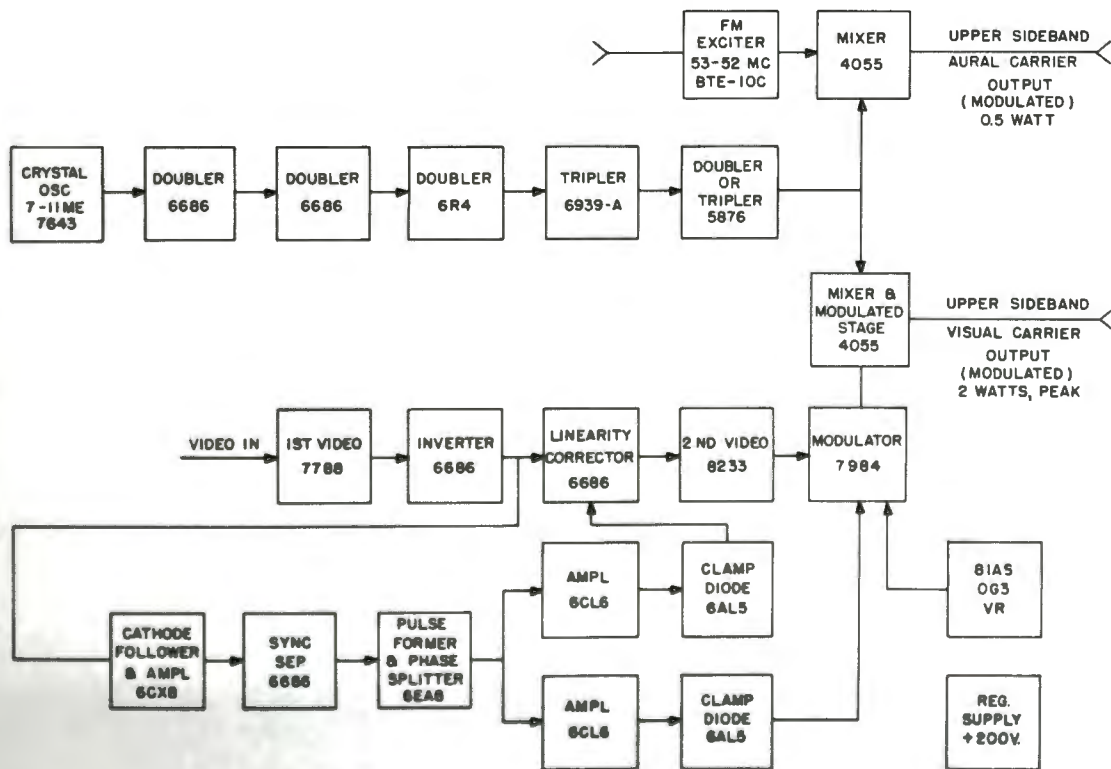 FM
EXCITER
53-52 MC
BTE-10C
MIXER
4055
UPPER SIDEBAND
AURAL CARRIER
OUTPUT
(MODULATED)
0.5 WATT
CRYSTAL
OSC
7-11ME
7643
DOUBLER
6686
DOUBLER
6686
DOUBLER
6R4
TRIPLER
6939-A
DOUBLER
OR
TRIPLER
5876
MIXER &
MODULATED
STAGE
4055
UPPER SIDEBAND
VISUAL CARRIER
OUTPUT
(MODULATED)
2 WATTS, PEAK
VIDEO IN
1ST VIDEO
7788
INVERTER
6686
LINEARITY
CORRECTOR
6686
2ND VIDEO
8233
MODULATOR
7984
AMPL
6CL6
CLAMP
DIODE
6AL5
BIAS
OG3
VR
CATHODE
FOLLOWER
& AMPL
6CX8
SYNC
SEP
6686
PULSE
FORMER
& PHASE
SPLITTER
6EA8
AMPL
6CL6
CLAMP
DIODE
6AL5
REG.
SUPPLY
+200V.